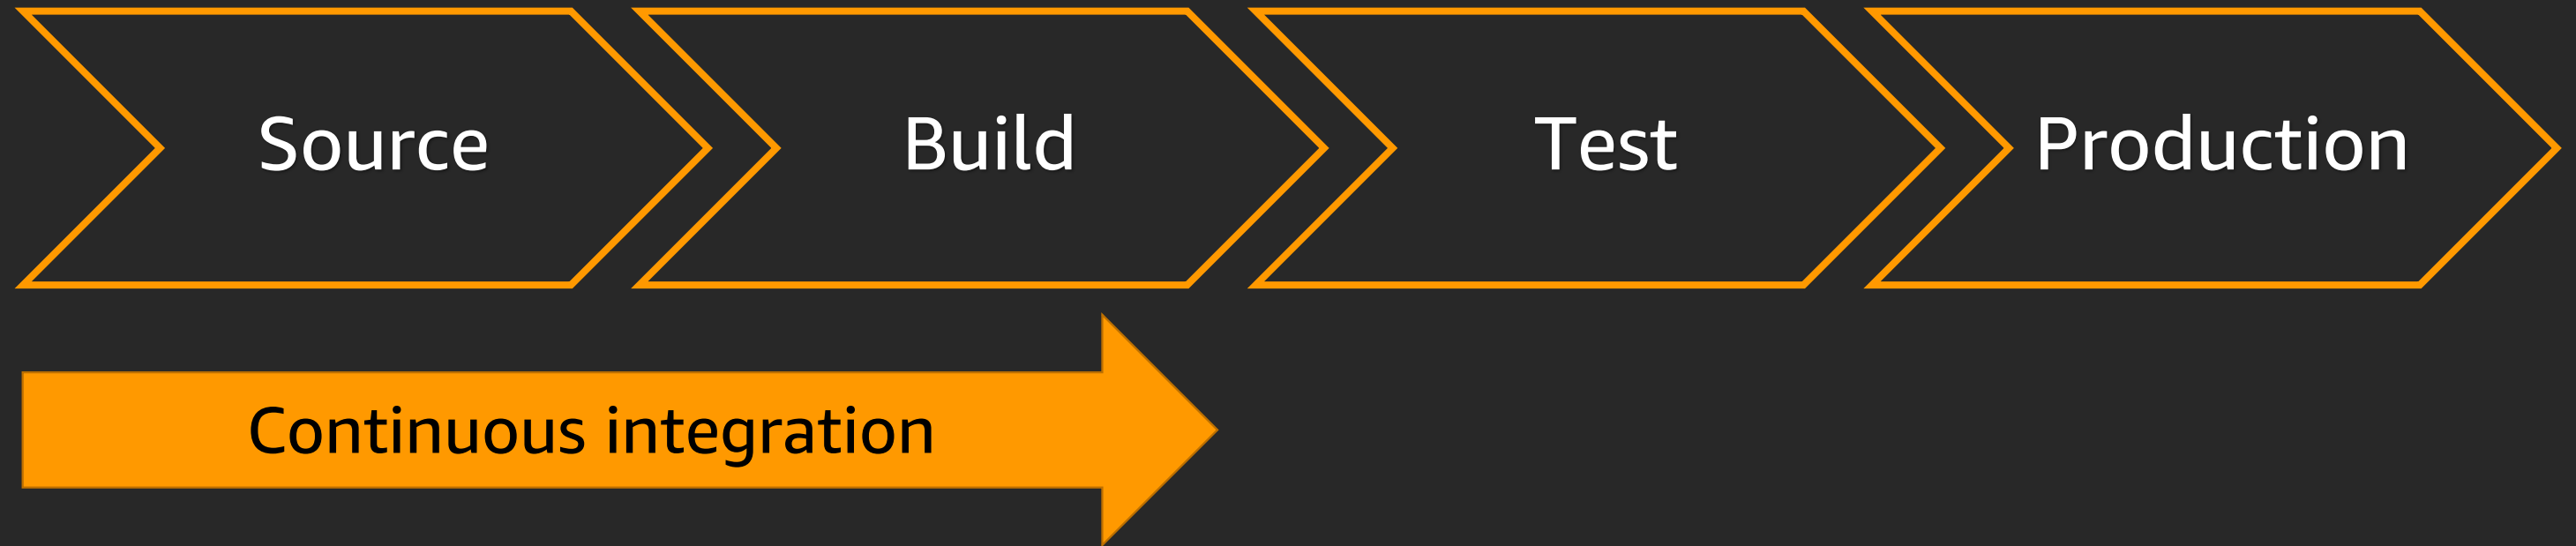 Source
Build
Test
Production
Continuous integration